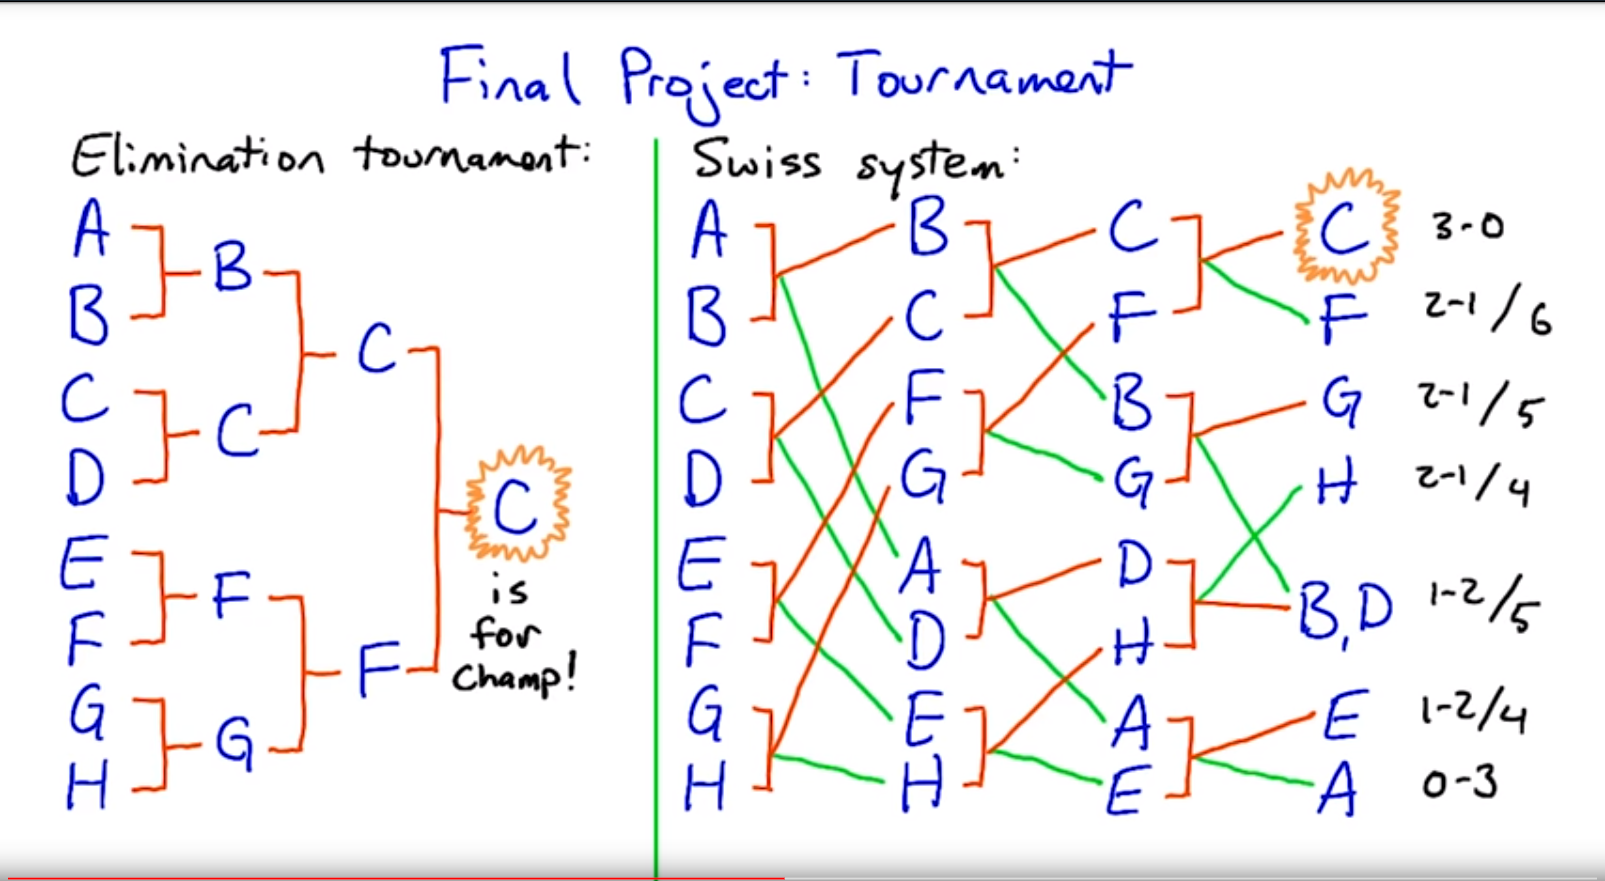 Final Project: Tournament
Elimination tournament:
A
B
C
D
E
F
G
H
B
C
F
G
C
F
C
is
for
Champ!
Swiss system:
A
B
C
D
E
F
G
H
B
C
F
G
A
D
E
H
C
F
B
G
D
H
A
E
C 3-0
F 2-1/6
G 2-1/5
H 2-1/4
B,D 1-2/5
E 1-2/4
A 0-3